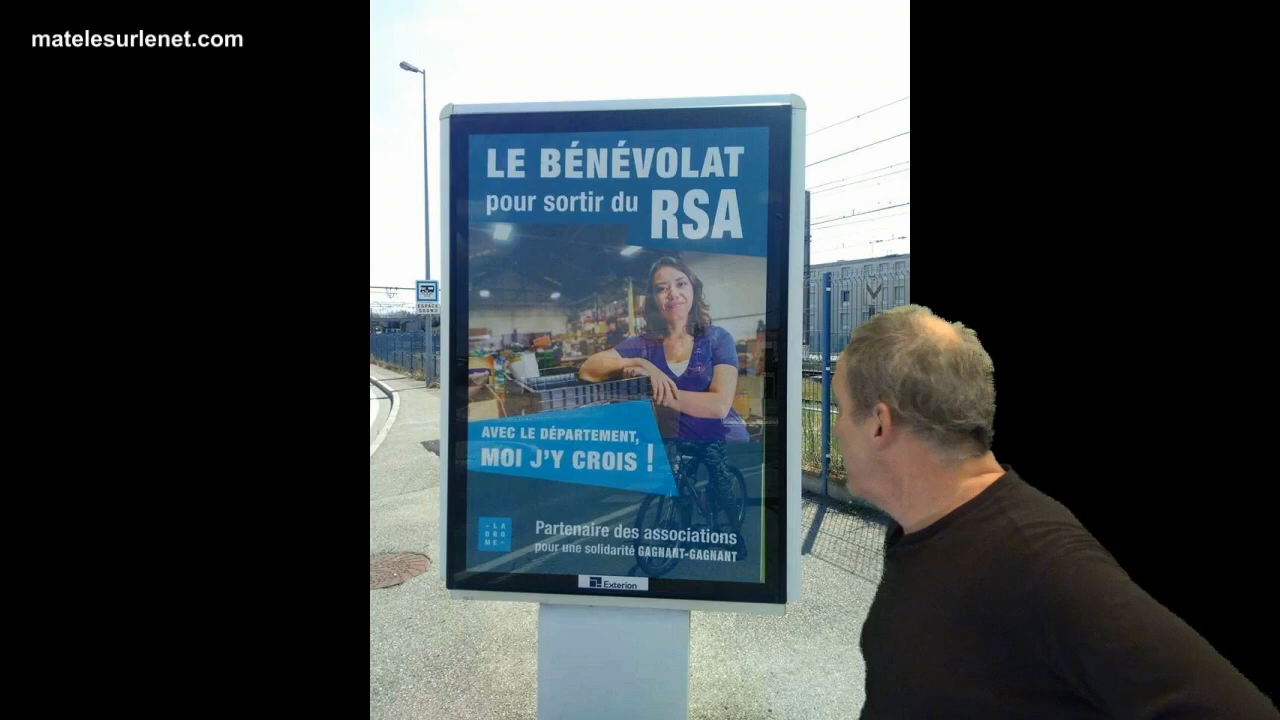 matelesurlenet.com
LE BÉNÉVOLAT
pour sortir du RSA
ESPACE
AVEC LE DÉPARTEMENT,
MOI J'Y CROIS !
- LA
DRO
ME -
Partenaire des associations
pour une solidarité GAGNANT-GAGNANT
Exterion